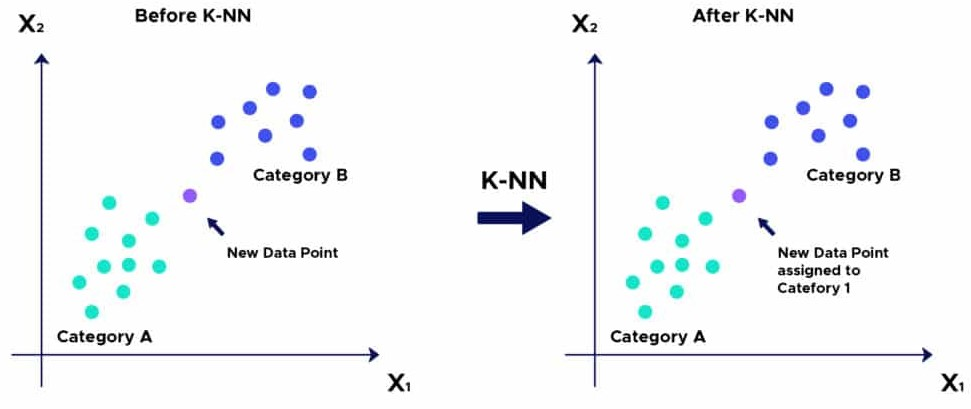 Before K-NN
X₂
Category B
New Data Point
Category A
X₁
K-NN
After K-NN
X₂
Category B
New Data Point
assigned to
Catefory 1
Category A
X₁